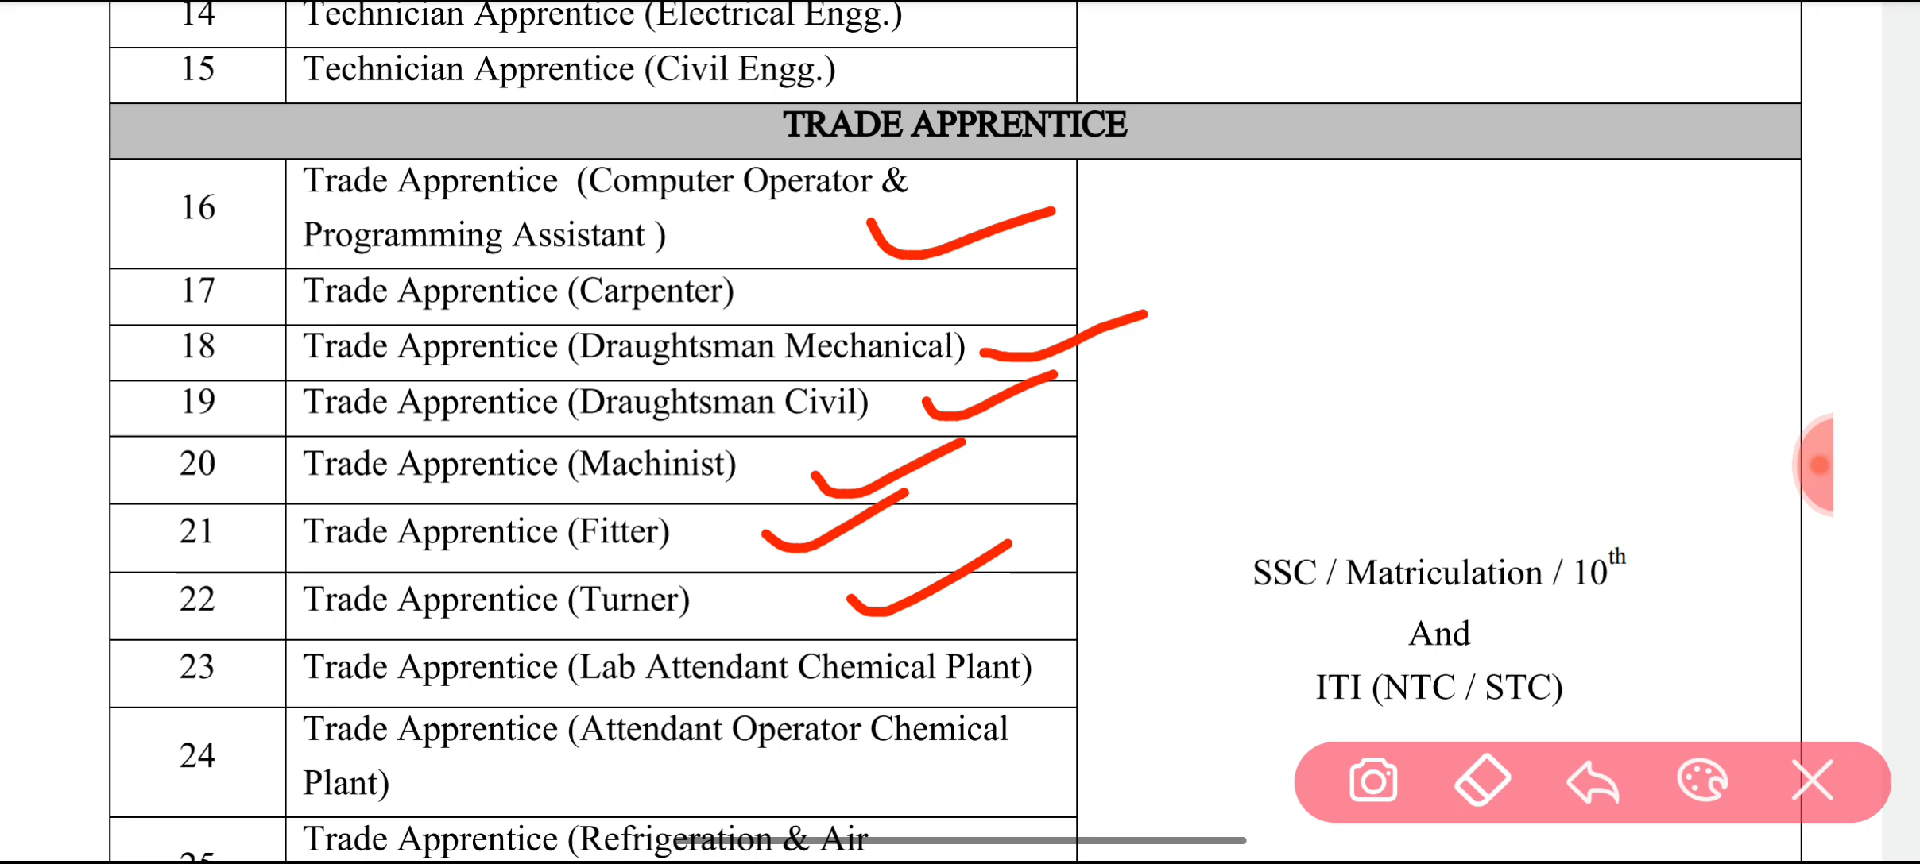 14 Technician Apprentice (Electrical Engg.)
15 Technician Apprentice (Civil Engg.)
TRADE APPRENTICE
16 Trade Apprentice (Computer Operator &
Programming Assistant )
17 Trade Apprentice (Carpenter)
18 Trade Apprentice (Draughtsman Mechanical)
19 Trade Apprentice (Draughtsman Civil)
20 Trade Apprentice (Machinist)
21 Trade Apprentice (Fitter)
22 Trade Apprentice (Turner)
23 Trade Apprentice (Lab Attendant Chemical Plant)
24 Trade Apprentice (Attendant Operator Chemical
Plant)
25 Trade Apprentice (Refrigeration & Air
SSC / Matriculation / 10th
And
ITI (NTC / STC)